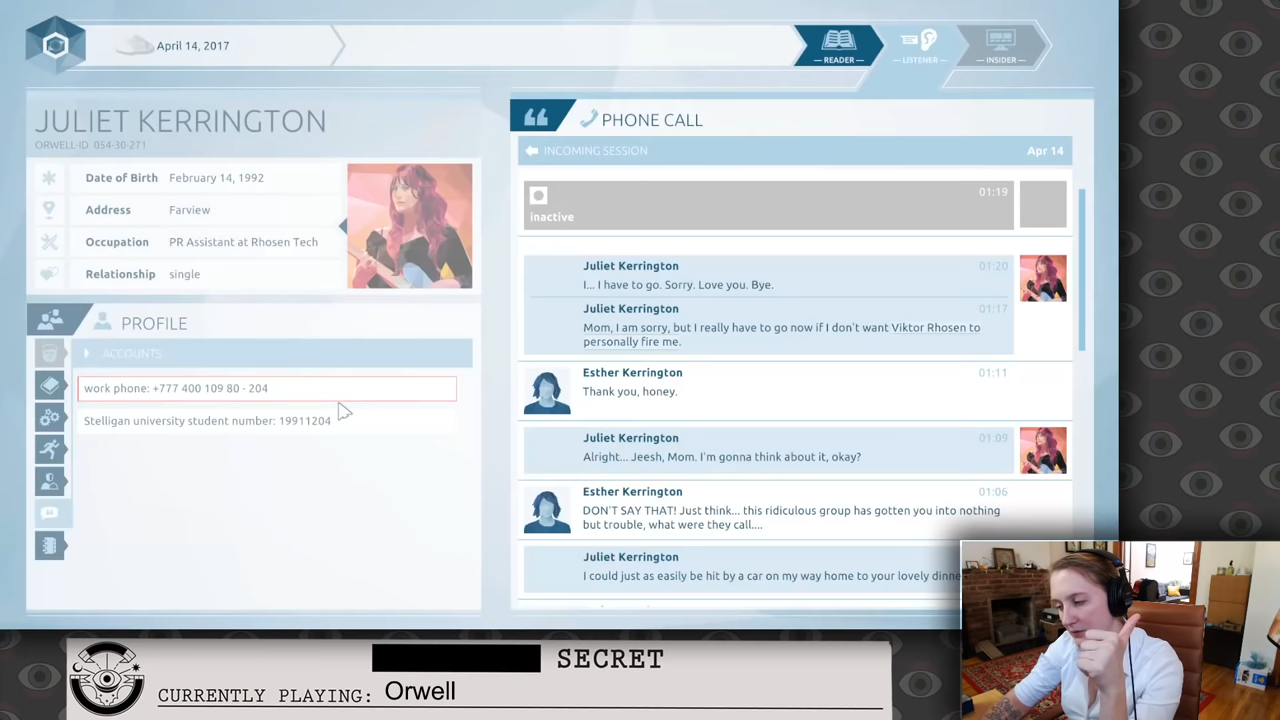 April 14, 2017
— READER —
— LISTENER —
— INSIDER —
JULIET KERRINGTON
ORWELL-ID 054-30-271
Date of Birth February 14, 1992
Address Farview
Occupation PR Assistant at Rhosen Tech
Relationship single
PROFILE
ACCOUNTS
work phone: +777 400 109 80 - 204
Stelligan university student number: 19911204
PHONE CALL
INCOMING SESSION Apr 14
01:19
inactive
Juliet Kerrington 01:20
I... I have to go. Sorry. Love you. Bye.
Juliet Kerrington 01:17
Mom, I am sorry, but I really have to go now if I don't want Viktor Rhosen to
personally fire me.
Esther Kerrington 01:11
Thank you, honey.
Juliet Kerrington 01:09
Alright... Jeesh, Mom. I'm gonna think about it, okay?
Esther Kerrington 01:06
DON'T SAY THAT! Just think... this ridiculous group has gotten you into nothing
but trouble, what were they call....
Juliet Kerrington
I could just as easily be hit by a car on my way home to your lovely dinne
SECRET
CURRENTLY PLAYING: Orwell